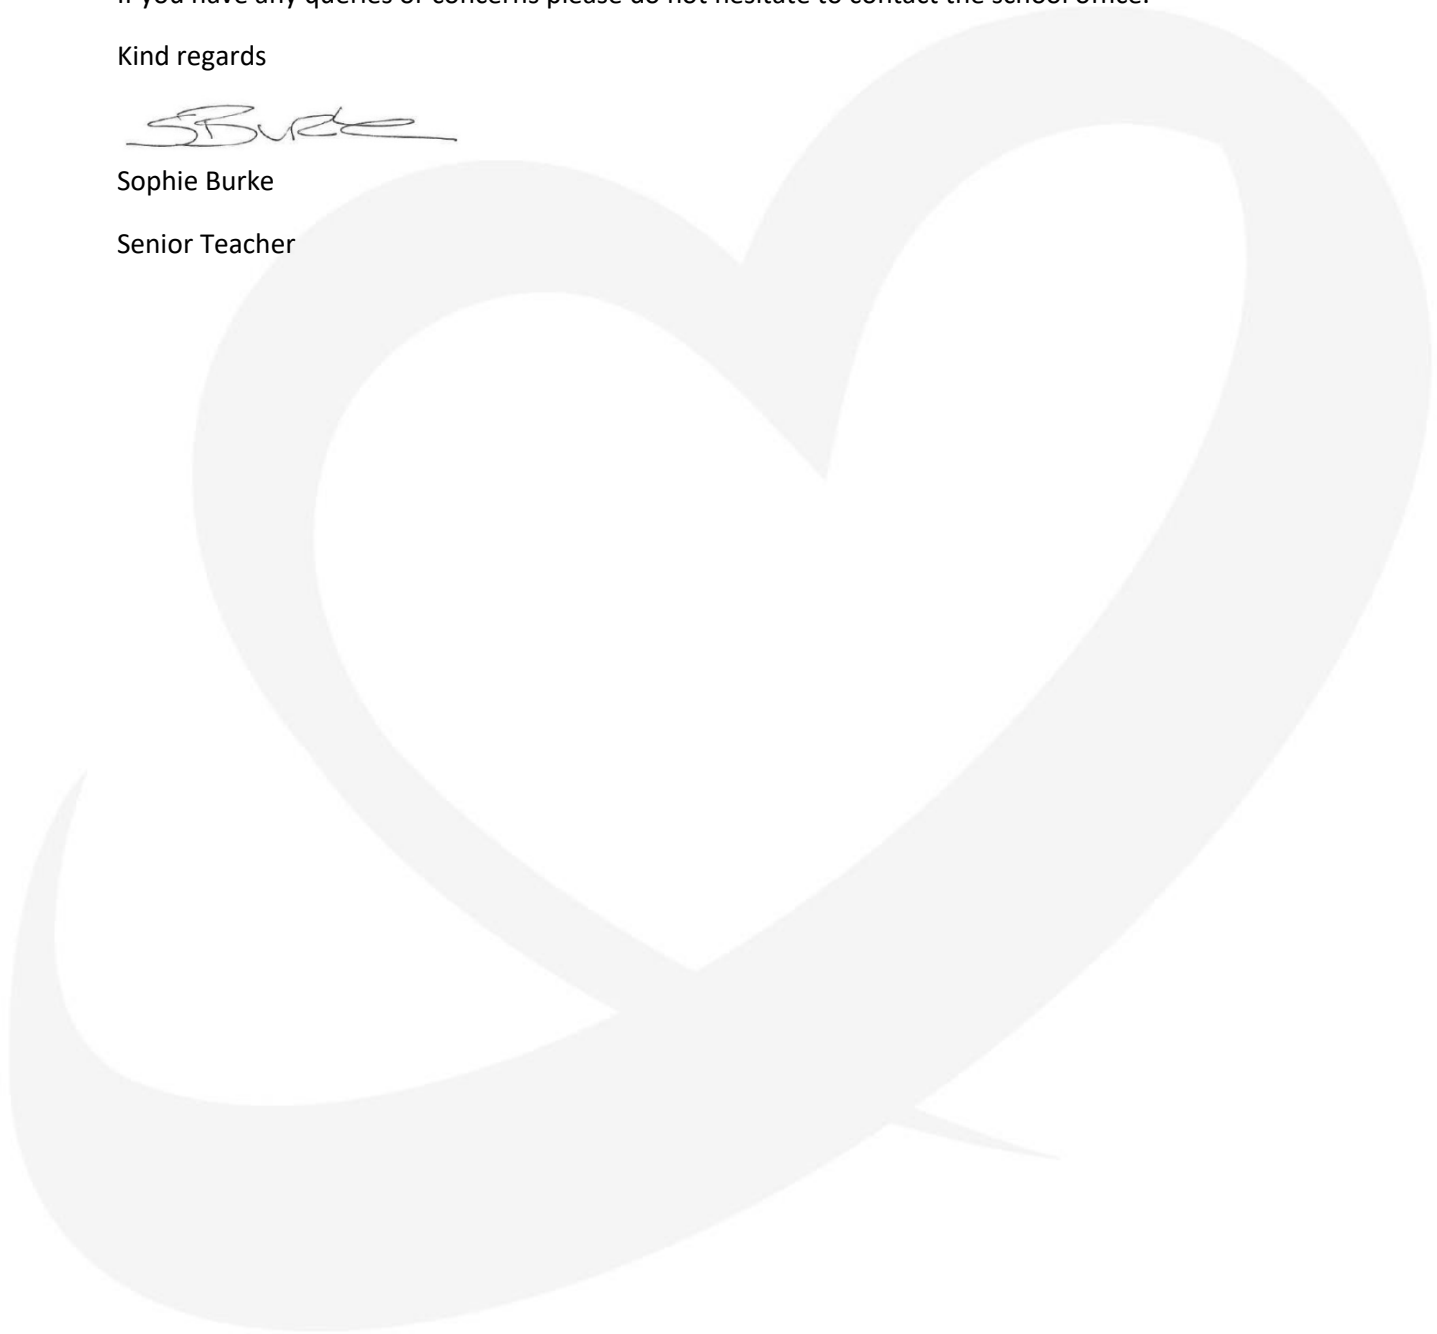 If you have any queries or concerns please do not hesitate to contact the school office.
Kind regards
SBurke
Sophie Burke
Senior Teacher